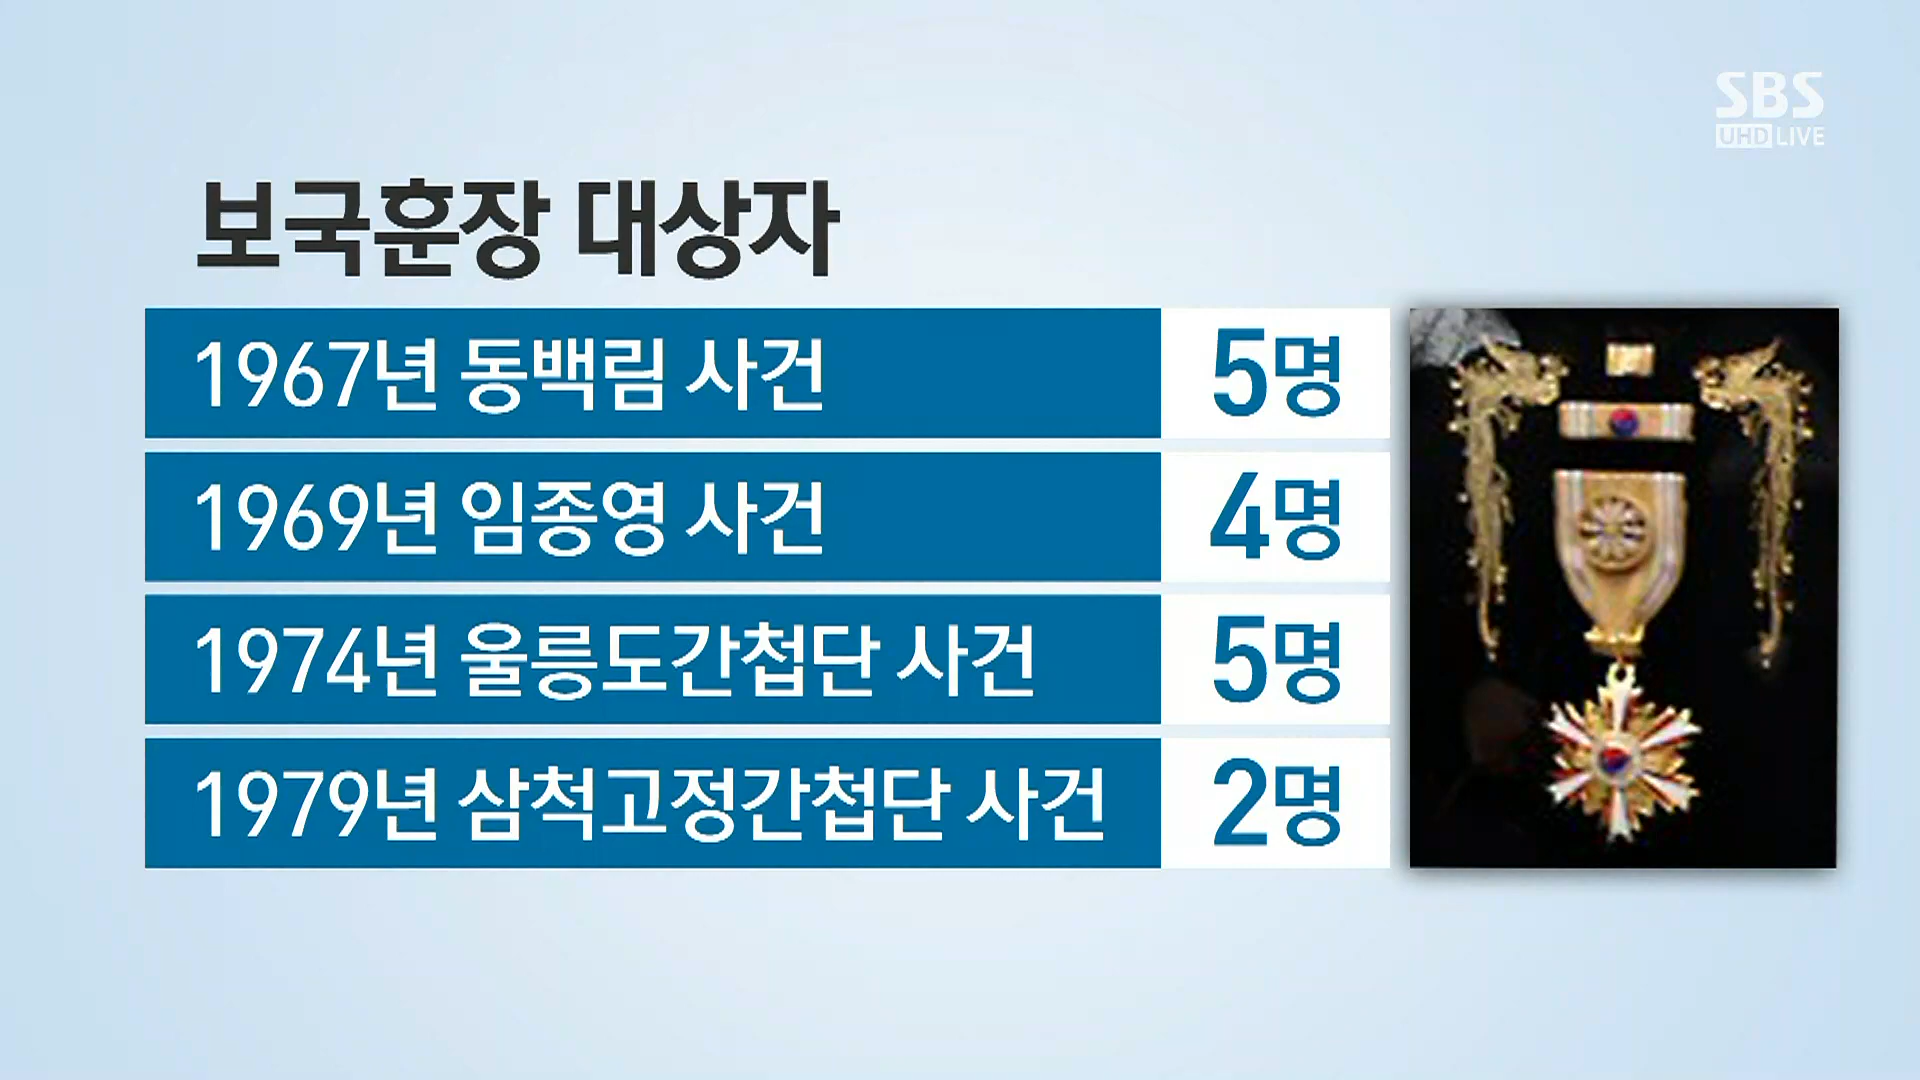 SBS
UHD LIVE
보국훈장 대상자
1967년 동백림 사건 5명
1969년 임종영 사건 4명
1974년 울릉도간첩단 사건 5명
1979년 삼척고정간첩단 사건 2명